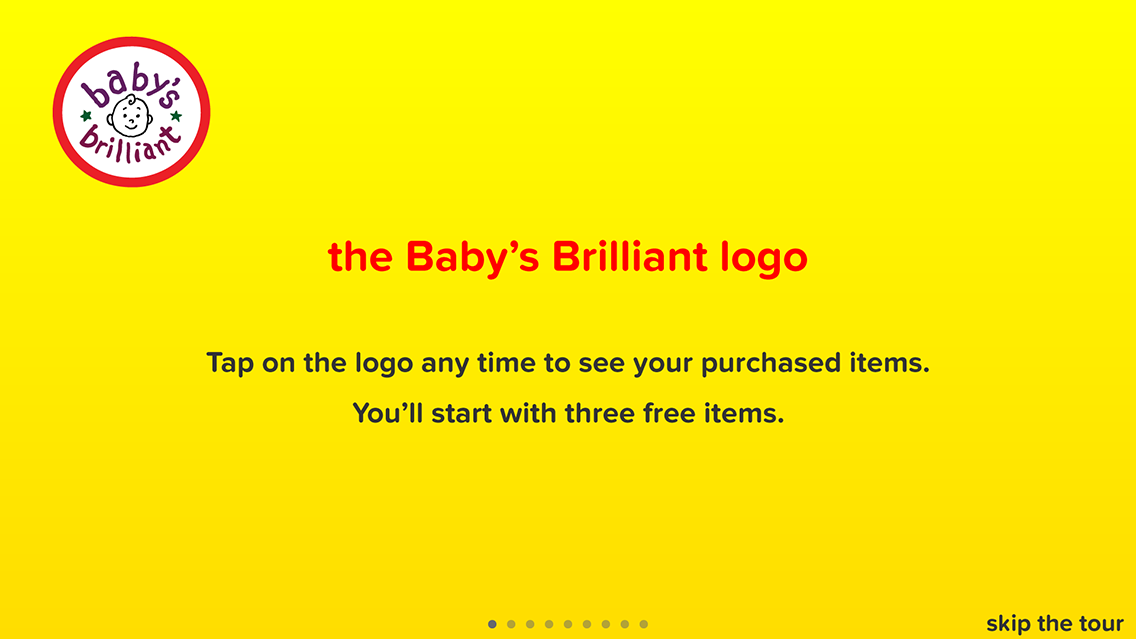 baby's
brilliant
the Baby’s Brilliant logo
Tap on the logo any time to see your purchased items.
You’ll start with three free items.
skip the tour